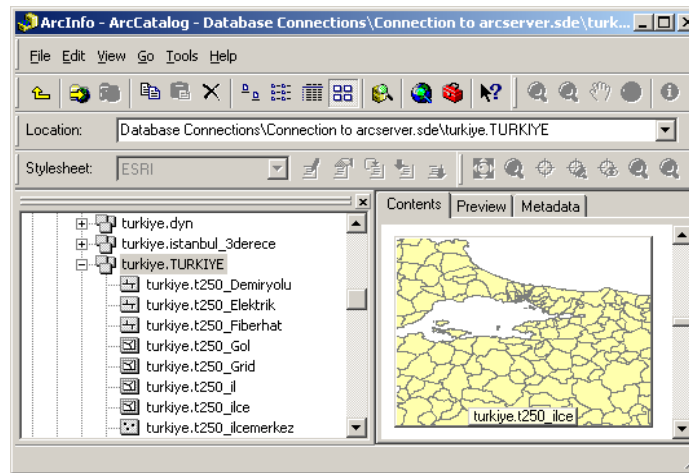 ArcInfo - ArcCatalog - Database Connections\Connection to arcserver.sde\turk...
File Edit View Go Tools Help
Location: Database Connections\Connection to arcserver.sde\turkiye.TURKIYE
Stylesheet: ESRI
Contents Preview Metadata
turkiye.dyn
turkiye.istanbul_3derece
turkiye.TURKIYE
turkiye.t250_Demiryolu
turkiye.t250_Elektrik
turkiye.t250_Fiberhat
turkiye.t250_Gol
turkiye.t250_Grid
turkiye.t250_il
turkiye.t250_ilce
turkiye.t250_ilcemerkez
turkiye.t250_ilce